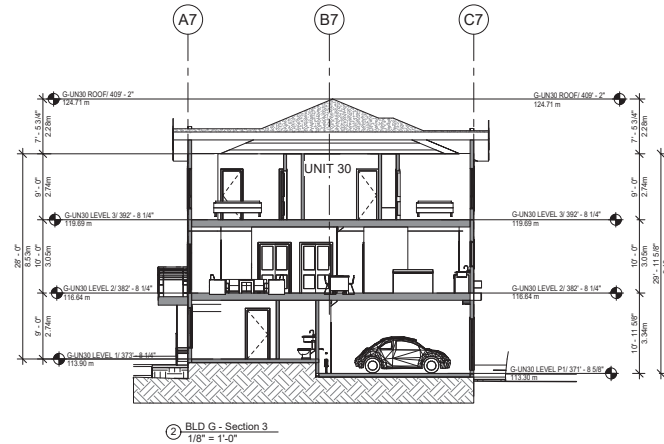 A7 B7 C7
G-UN30 ROOF/ 409' - 2"
124.71 m
G-UN30 ROOF/ 409' - 2"
124.71 m
7' - 5 3/4"
2.28m
7' - 5 3/4"
2.28m
UNIT 30
9' - 0"
2.74m
9' - 0"
2.74m
G-UN30 LEVEL 3/ 392' - 8 1/4"
119.69 m
G-UN30 LEVEL 3/ 392' - 8 1/4"
119.69 m
28' - 0"
8.53m
10' - 0"
3.05m
10' - 0"
3.05m
29' - 11 5/8"
G-UN30 LEVEL 2/ 382' - 8 1/4"
116.64 m
G-UN30 LEVEL 2/ 382' - 8 1/4"
116.64 m
9' - 0"
2.74m
10' - 11 5/8"
3.34m
G-UN30 LEVEL 1/ 373' - 8 1/4"
113.90 m
G-UN30 LEVEL P1/ 371' - 8 5/8"
113.30 m
2 BLD G - Section 3
1/8" = 1'-0"